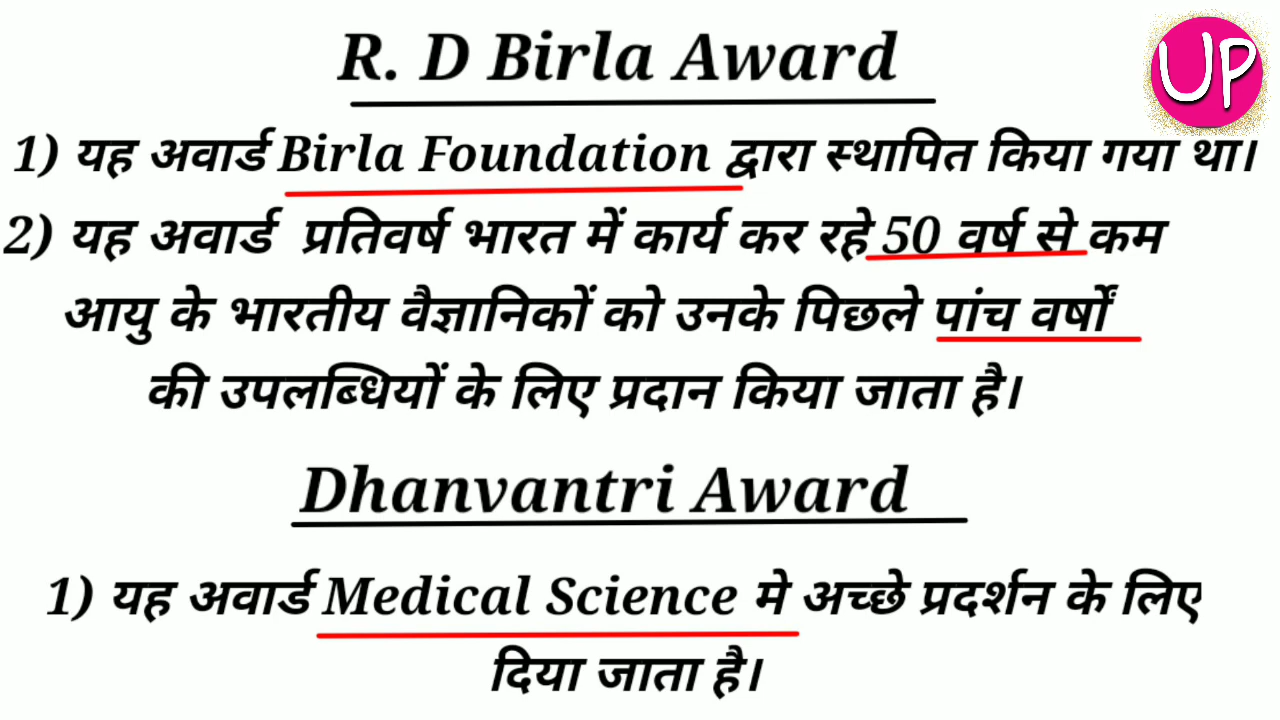 R. D Birla Award
UP
1) यह अवार्ड Birla Foundation द्वारा स्थापित किया गया था।
2) यह अवार्ड प्रतिवर्ष भारत में कार्य कर रहे 50 वर्ष से कम
आयु के भारतीय वैज्ञानिकों को उनके पिछले पांच वर्षों
की उपलब्धियों के लिए प्रदान किया जाता है।
Dhanvantri Award
1) यह अवार्ड Medical Science मे अच्छे प्रदर्शन के लिए
दिया जाता है।